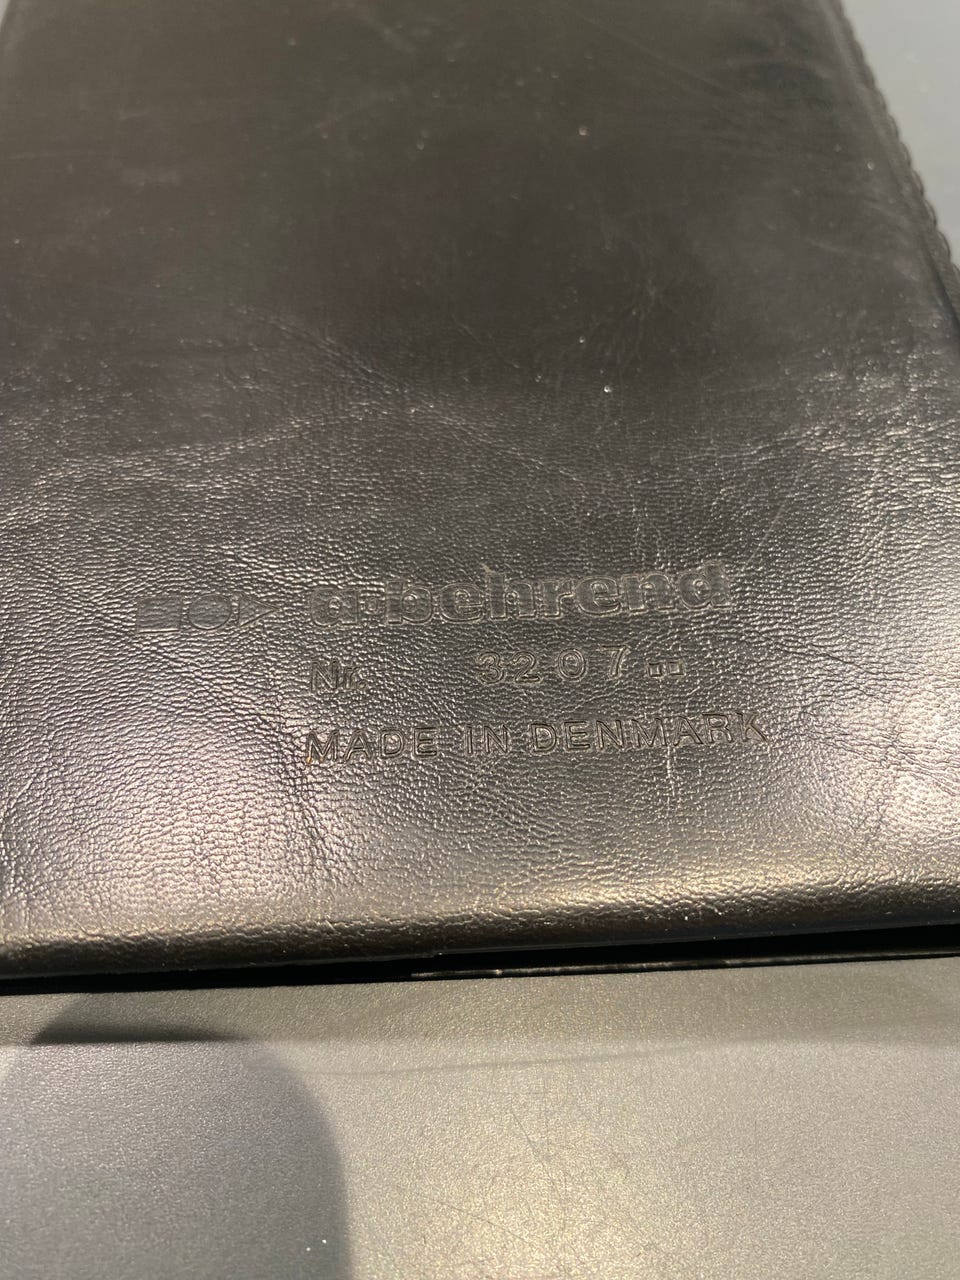 a·behrend
Nr. 3207
MADE IN DENMARK